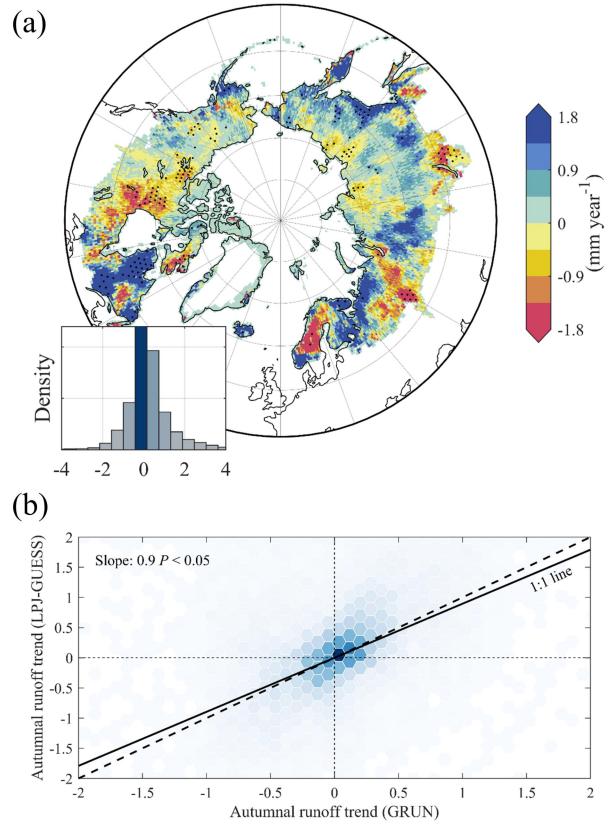 (a)
1.8
0.9
0
-0.9
-1.8
(mm year-1)
Density
-4 -2 0 2 4
(b)
Autumnal runoff trend (LPJ-GUESS)
2
1.5
1
0.5
0
-0.5
-1
-1.5
-2
Slope: 0.9 P < 0.05
1:1 line
-2 -1.5 -1 -0.5 0 0.5 1 1.5 2
Autumnal runoff trend (GRUN)